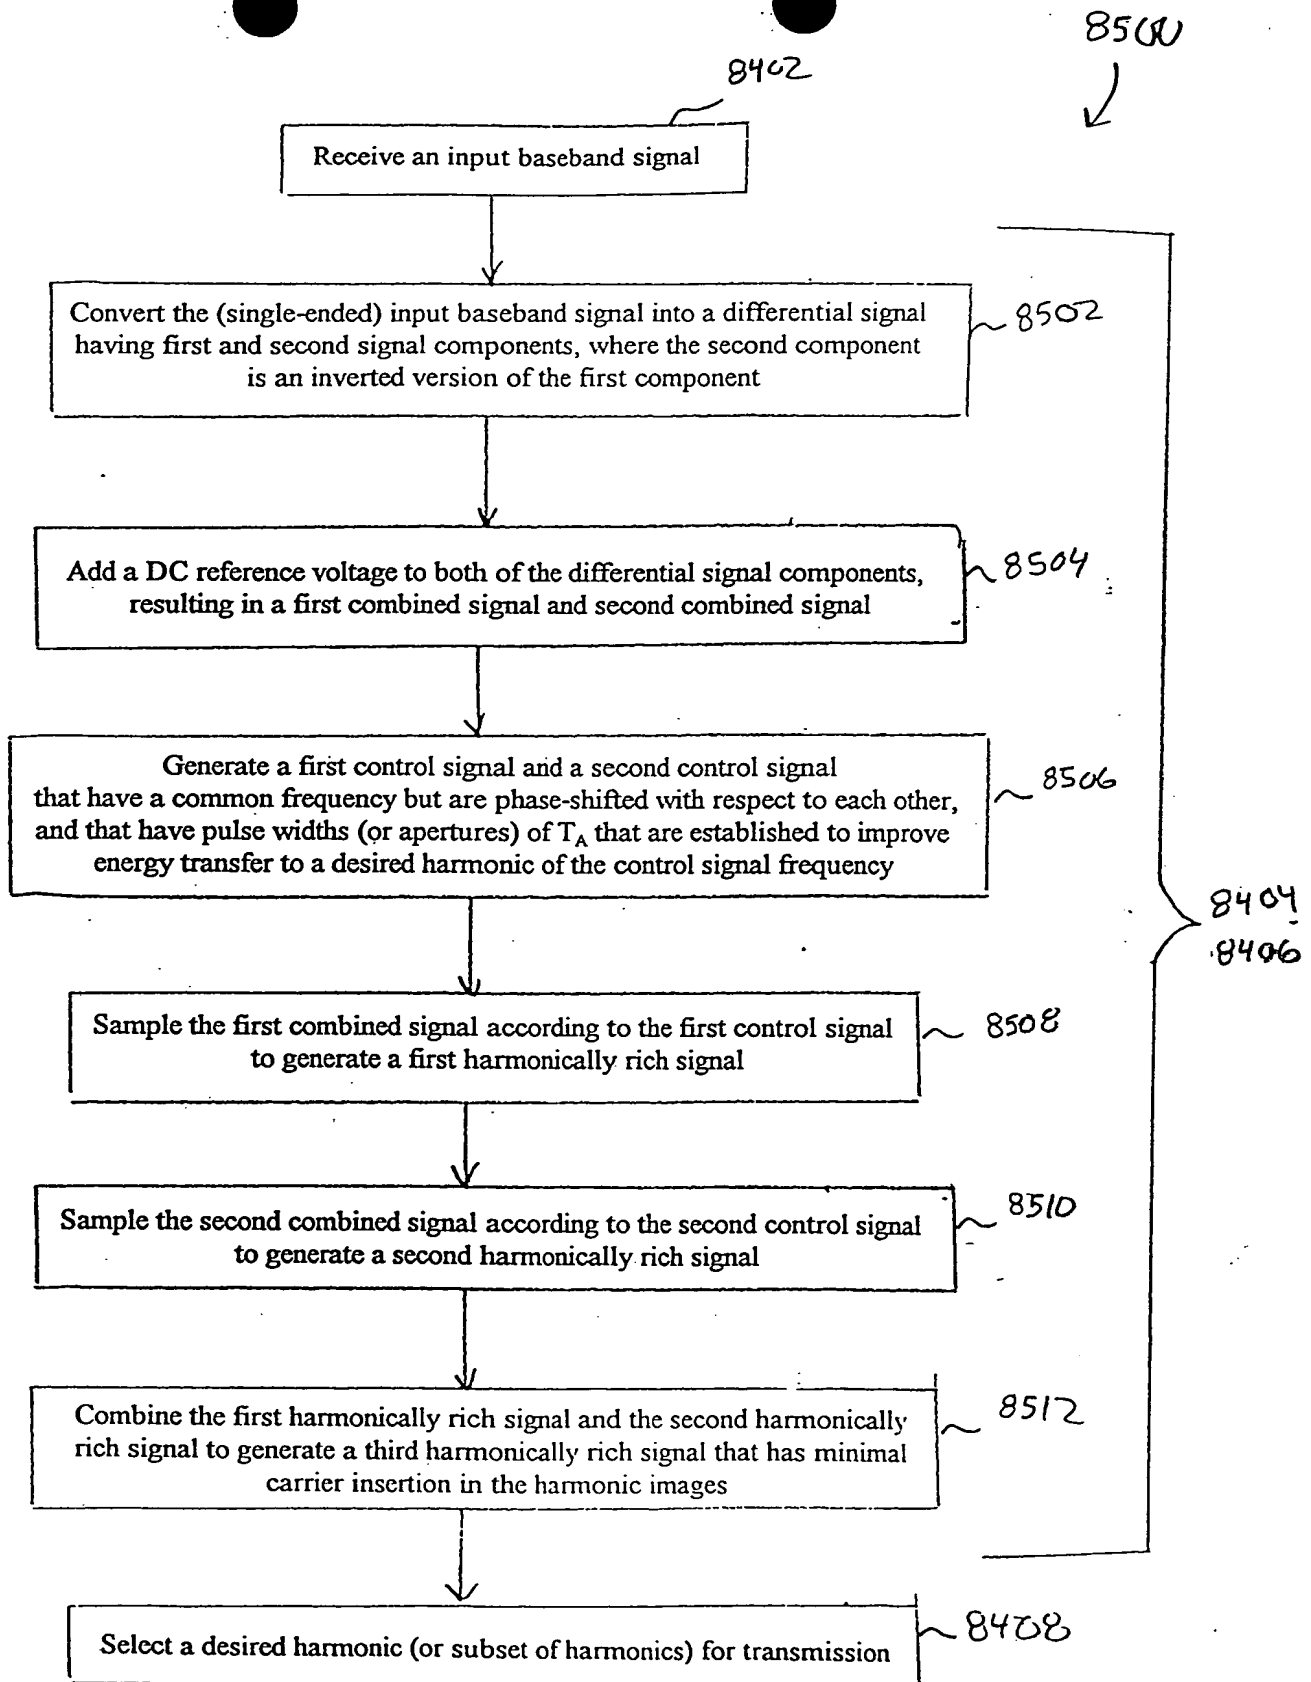 8500
8402
Receive an input baseband signal
Convert the (single-ended) input baseband signal into a differential signal
having first and second signal components, where the second component
is an inverted version of the first component
8502
Add a DC reference voltage to both of the differential signal components,
resulting in a first combined signal and second combined signal
8504
Generate a first control signal and a second control signal
that have a common frequency but are phase-shifted with respect to each other,
and that have pulse widths (or apertures) of TA that are established to improve
energy transfer to a desired harmonic of the control signal frequency
8506
8404
8406
Sample the first combined signal according to the first control signal
to generate a first harmonically rich signal
8508
Sample the second combined signal according to the second control signal
to generate a second harmonically rich signal
8510
Combine the first harmonically rich signal and the second harmonically
rich signal to generate a third harmonically rich signal that has minimal
carrier insertion in the harmonic images
8512
Select a desired harmonic (or subset of harmonics) for transmission
8408